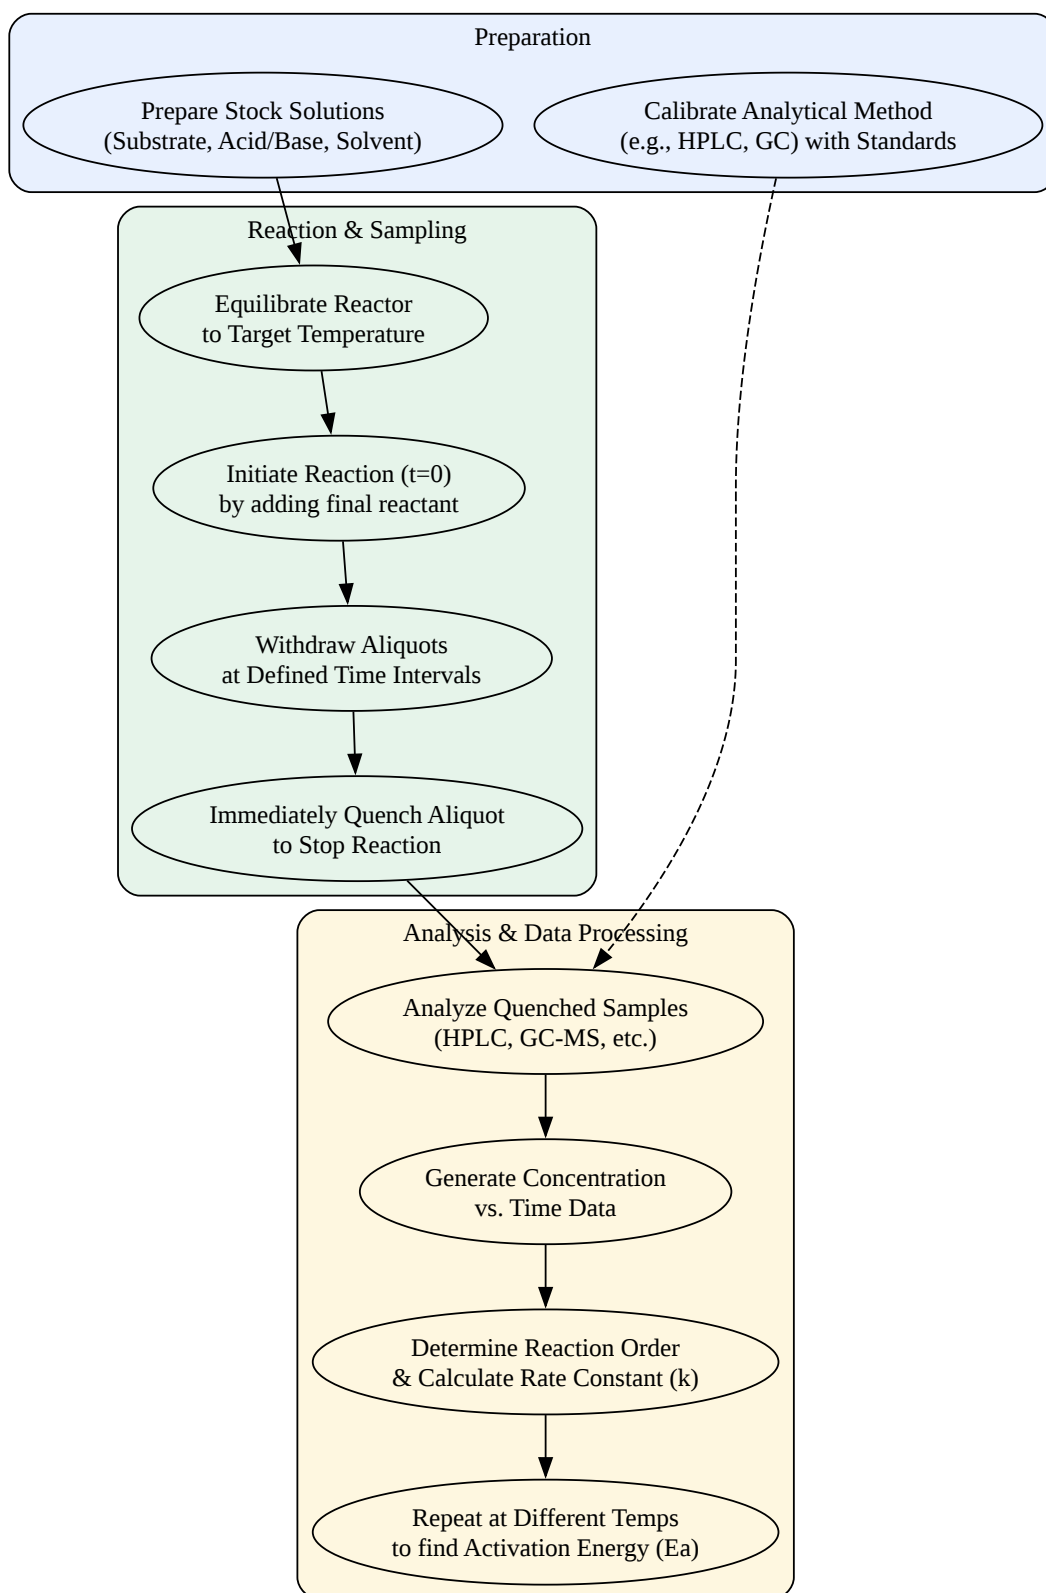 Preparation
Prepare Stock Solutions
(Substrate, Acid/Base, Solvent)
Calibrate Analytical Method
(e.g., HPLC, GC) with Standards
Reaction & Sampling
Equilibrate Reactor
to Target Temperature
Initiate Reaction (t=0)
by adding final reactant
Withdraw Aliquots
at Defined Time Intervals
Immediately Quench Aliquot
to Stop Reaction
Analysis & Data Processing
Analyze Quenched Samples
(HPLC, GC-MS, etc.)
Generate Concentration
vs. Time Data
Determine Reaction Order
& Calculate Rate Constant (k)
Repeat at Different Temps
to find Activation Energy (Ea)